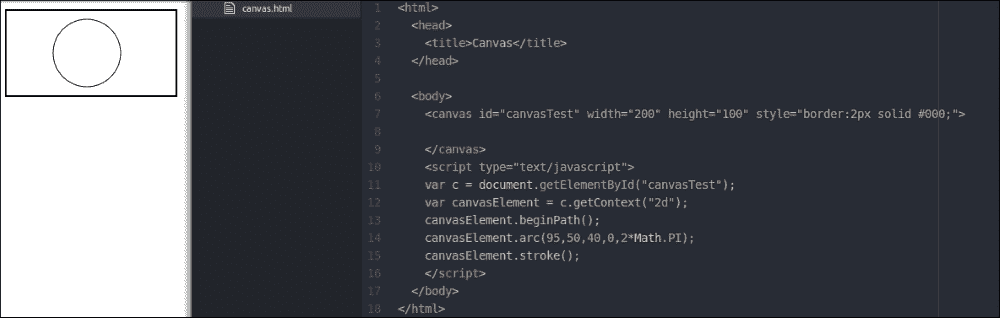 canvas.html
1 <html>
2 <head>
3 <title>Canvas</title>
4 </head>
5
6 <body>
7 <canvas id="canvasTest" width="200" height="100" style="border:2px solid #000;">
8
9 </canvas>
10 <script type="text/javascript">
11 var c = document.getElementById("canvasTest");
12 var canvasElement = c.getContext("2d");
13 canvasElement.beginPath();
14 canvasElement.arc(95,50,40,0,2*Math.PI);
15 canvasElement.stroke();
16 </script>
17 </body>
18 </html>